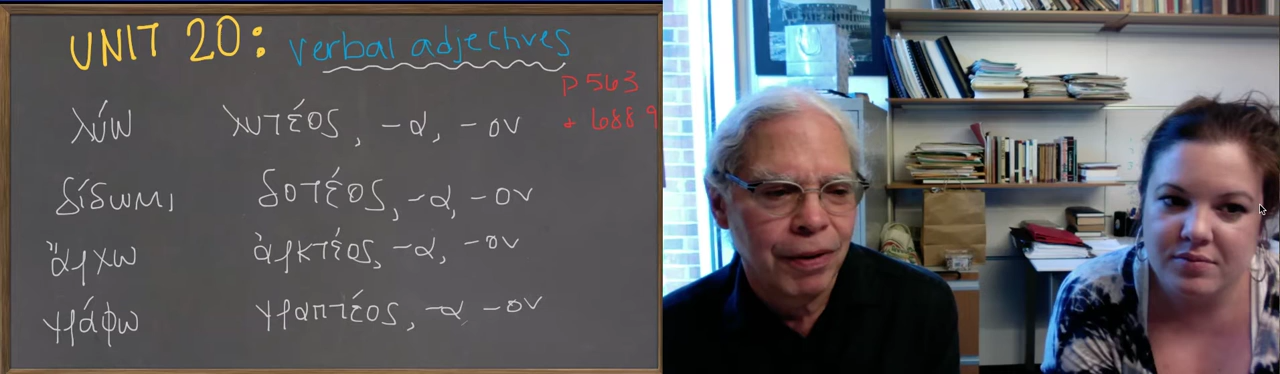 UNIT 20: verbal adjectives
p 563
+ 688 9
λύω λυτέος, -α, -ον
δίδωμι δοτέος, -α, -ον
ἄρχω ἀρκτέος, -α, -ον
γράφω γραπτέος, -α -ον